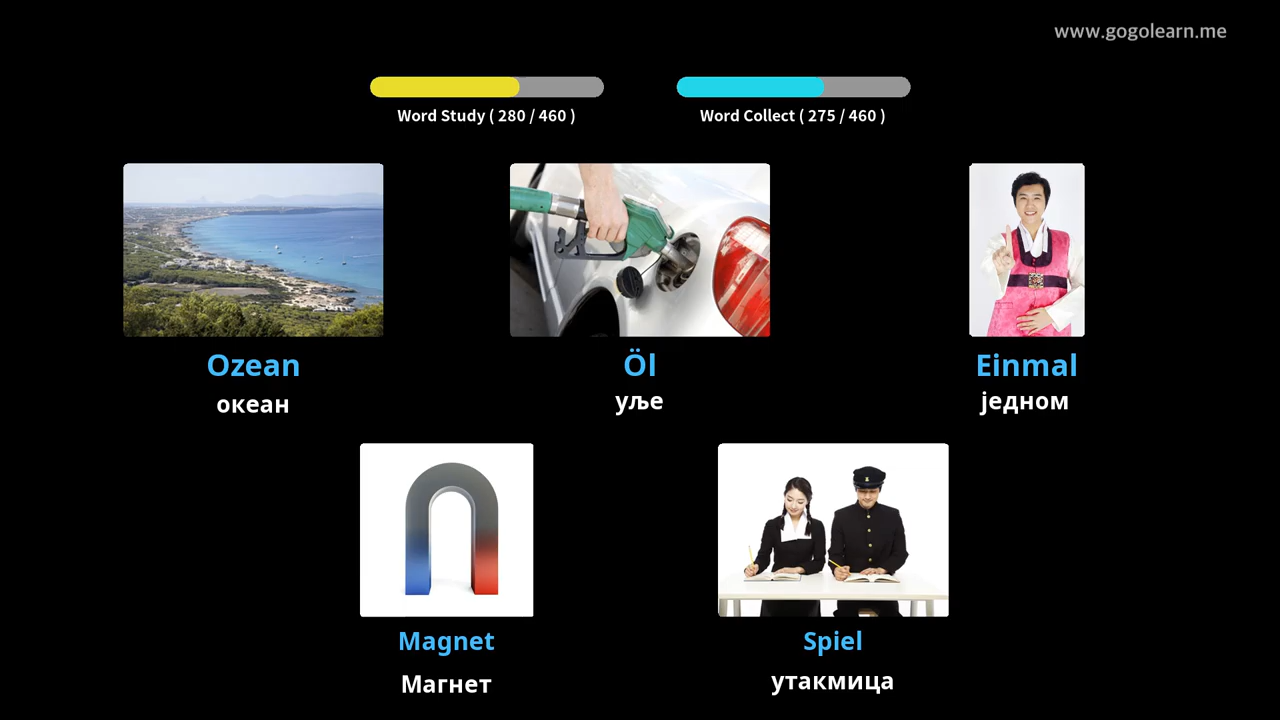 www.gogolearn.me
Word Study ( 280 / 460 )
Word Collect ( 275 / 460 )
Ozean
Öl
Einmal
океан
уље
једном
Magnet
Spiel
Магнет
утакмица